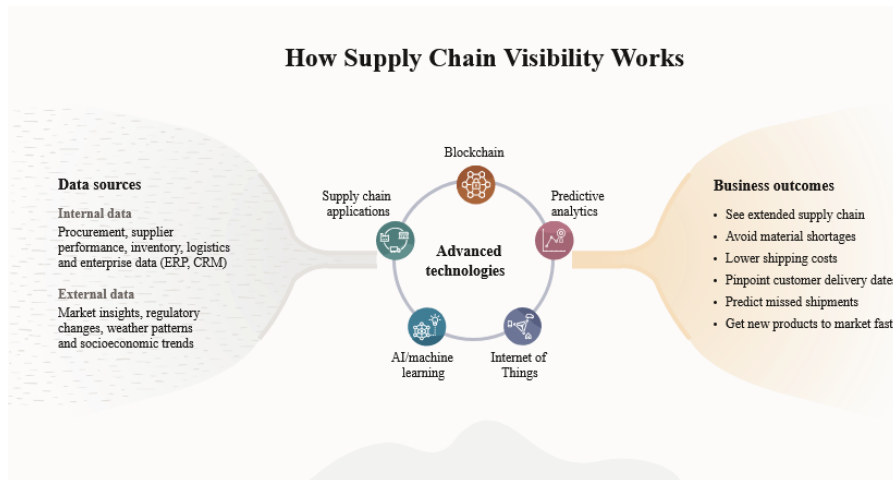 How Supply Chain Visibility Works
Data sources
Internal data
Procurement, supplier
performance, inventory, logistics
and enterprise data (ERP, CRM)
External data
Market insights, regulatory
changes, weather patterns
and socioeconomic trends
Blockchain
Supply chain
applications
Predictive
analytics
Advanced
technologies
AI/machine
learning
Internet of
Things
Business outcomes
• See extended supply chain
• Avoid material shortages
• Lower shipping costs
• Pinpoint customer delivery dates
• Predict missed shipments
• Get new products to market fast